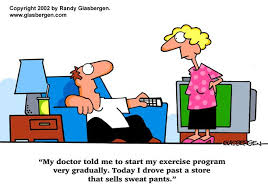 Copyright 2002 by Randy Glasbergen.
www.glasbergen.com
GLASBERGEN
"My doctor told me to start my exercise program
very gradually. Today I drove past a store
that sells sweat pants."